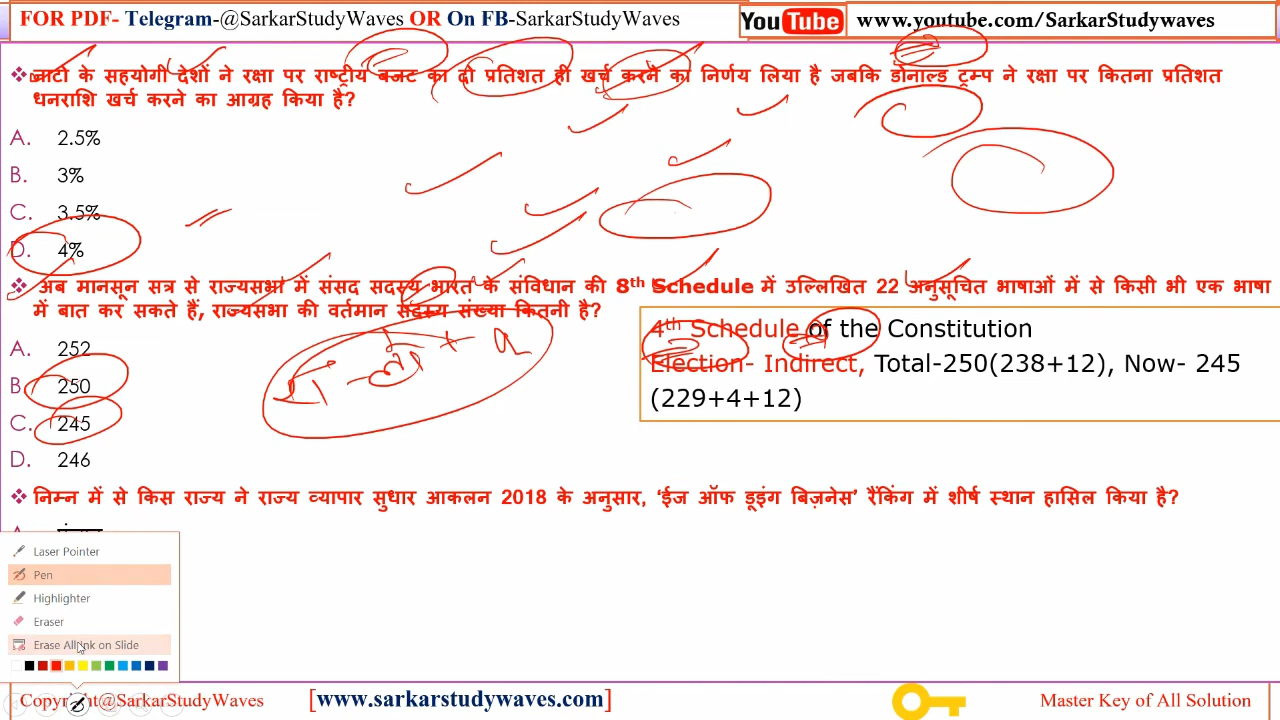 FOR PDF- Telegram-@SarkarStudyWaves OR On FB-SarkarStudyWaves
YouTube www.youtube.com/SarkarStudywaves
❖ नाटो के सहयोगी देशों ने रक्षा पर राष्ट्रीय बजट का दो प्रतिशत ही खर्च करने का निर्णय लिया है जबकि डोनाल्ड ट्रम्प ने रक्षा पर कितना प्रतिशत
धनराशि खर्च करने का आग्रह किया है?
A. 2.5%
B. 3%
C. 3.5%
D. 4%
❖ अब मानसून सत्र से राज्यसभा में संसद सदस्य भारत के संविधान की 8th Schedule में उल्लिखित 22 अनुसूचित भाषाओं में से किसी भी एक भाषा
में बात कर सकते हैं, राज्यसभा की वर्तमान सदस्य संख्या कितनी है?
A. 252
B. 250
C. 245
D. 246
4th Schedule of the Constitution
Election- Indirect, Total-250(238+12), Now- 245
(229+4+12)
❖ निम्न में से किस राज्य ने राज्य व्यापार सुधार आकलन 2018 के अनुसार, ‘ईज ऑफ डूइंग बिज़नेस’ रैंकिंग में शीर्ष स्थान हासिल किया है?
Laser Pointer
Pen
Highlighter
Eraser
Erase All Ink on Slide
Copyright@SarkarStudyWaves
[www.sarkarstudywaves.com]
Master Key of All Solution